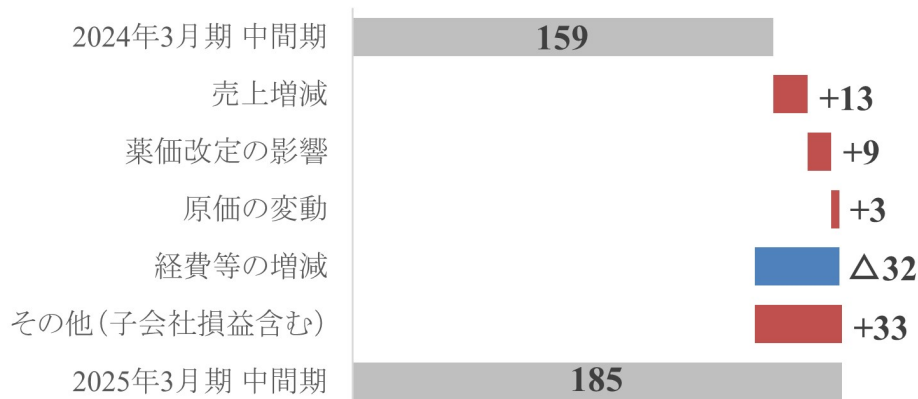 2024年3月期 中間期 159
売上増減 +13
薬価改定の影響 +9
原価の変動 +3
経費等の増減 △32
その他(子会社損益含む) +33
2025年3月期 中間期 185